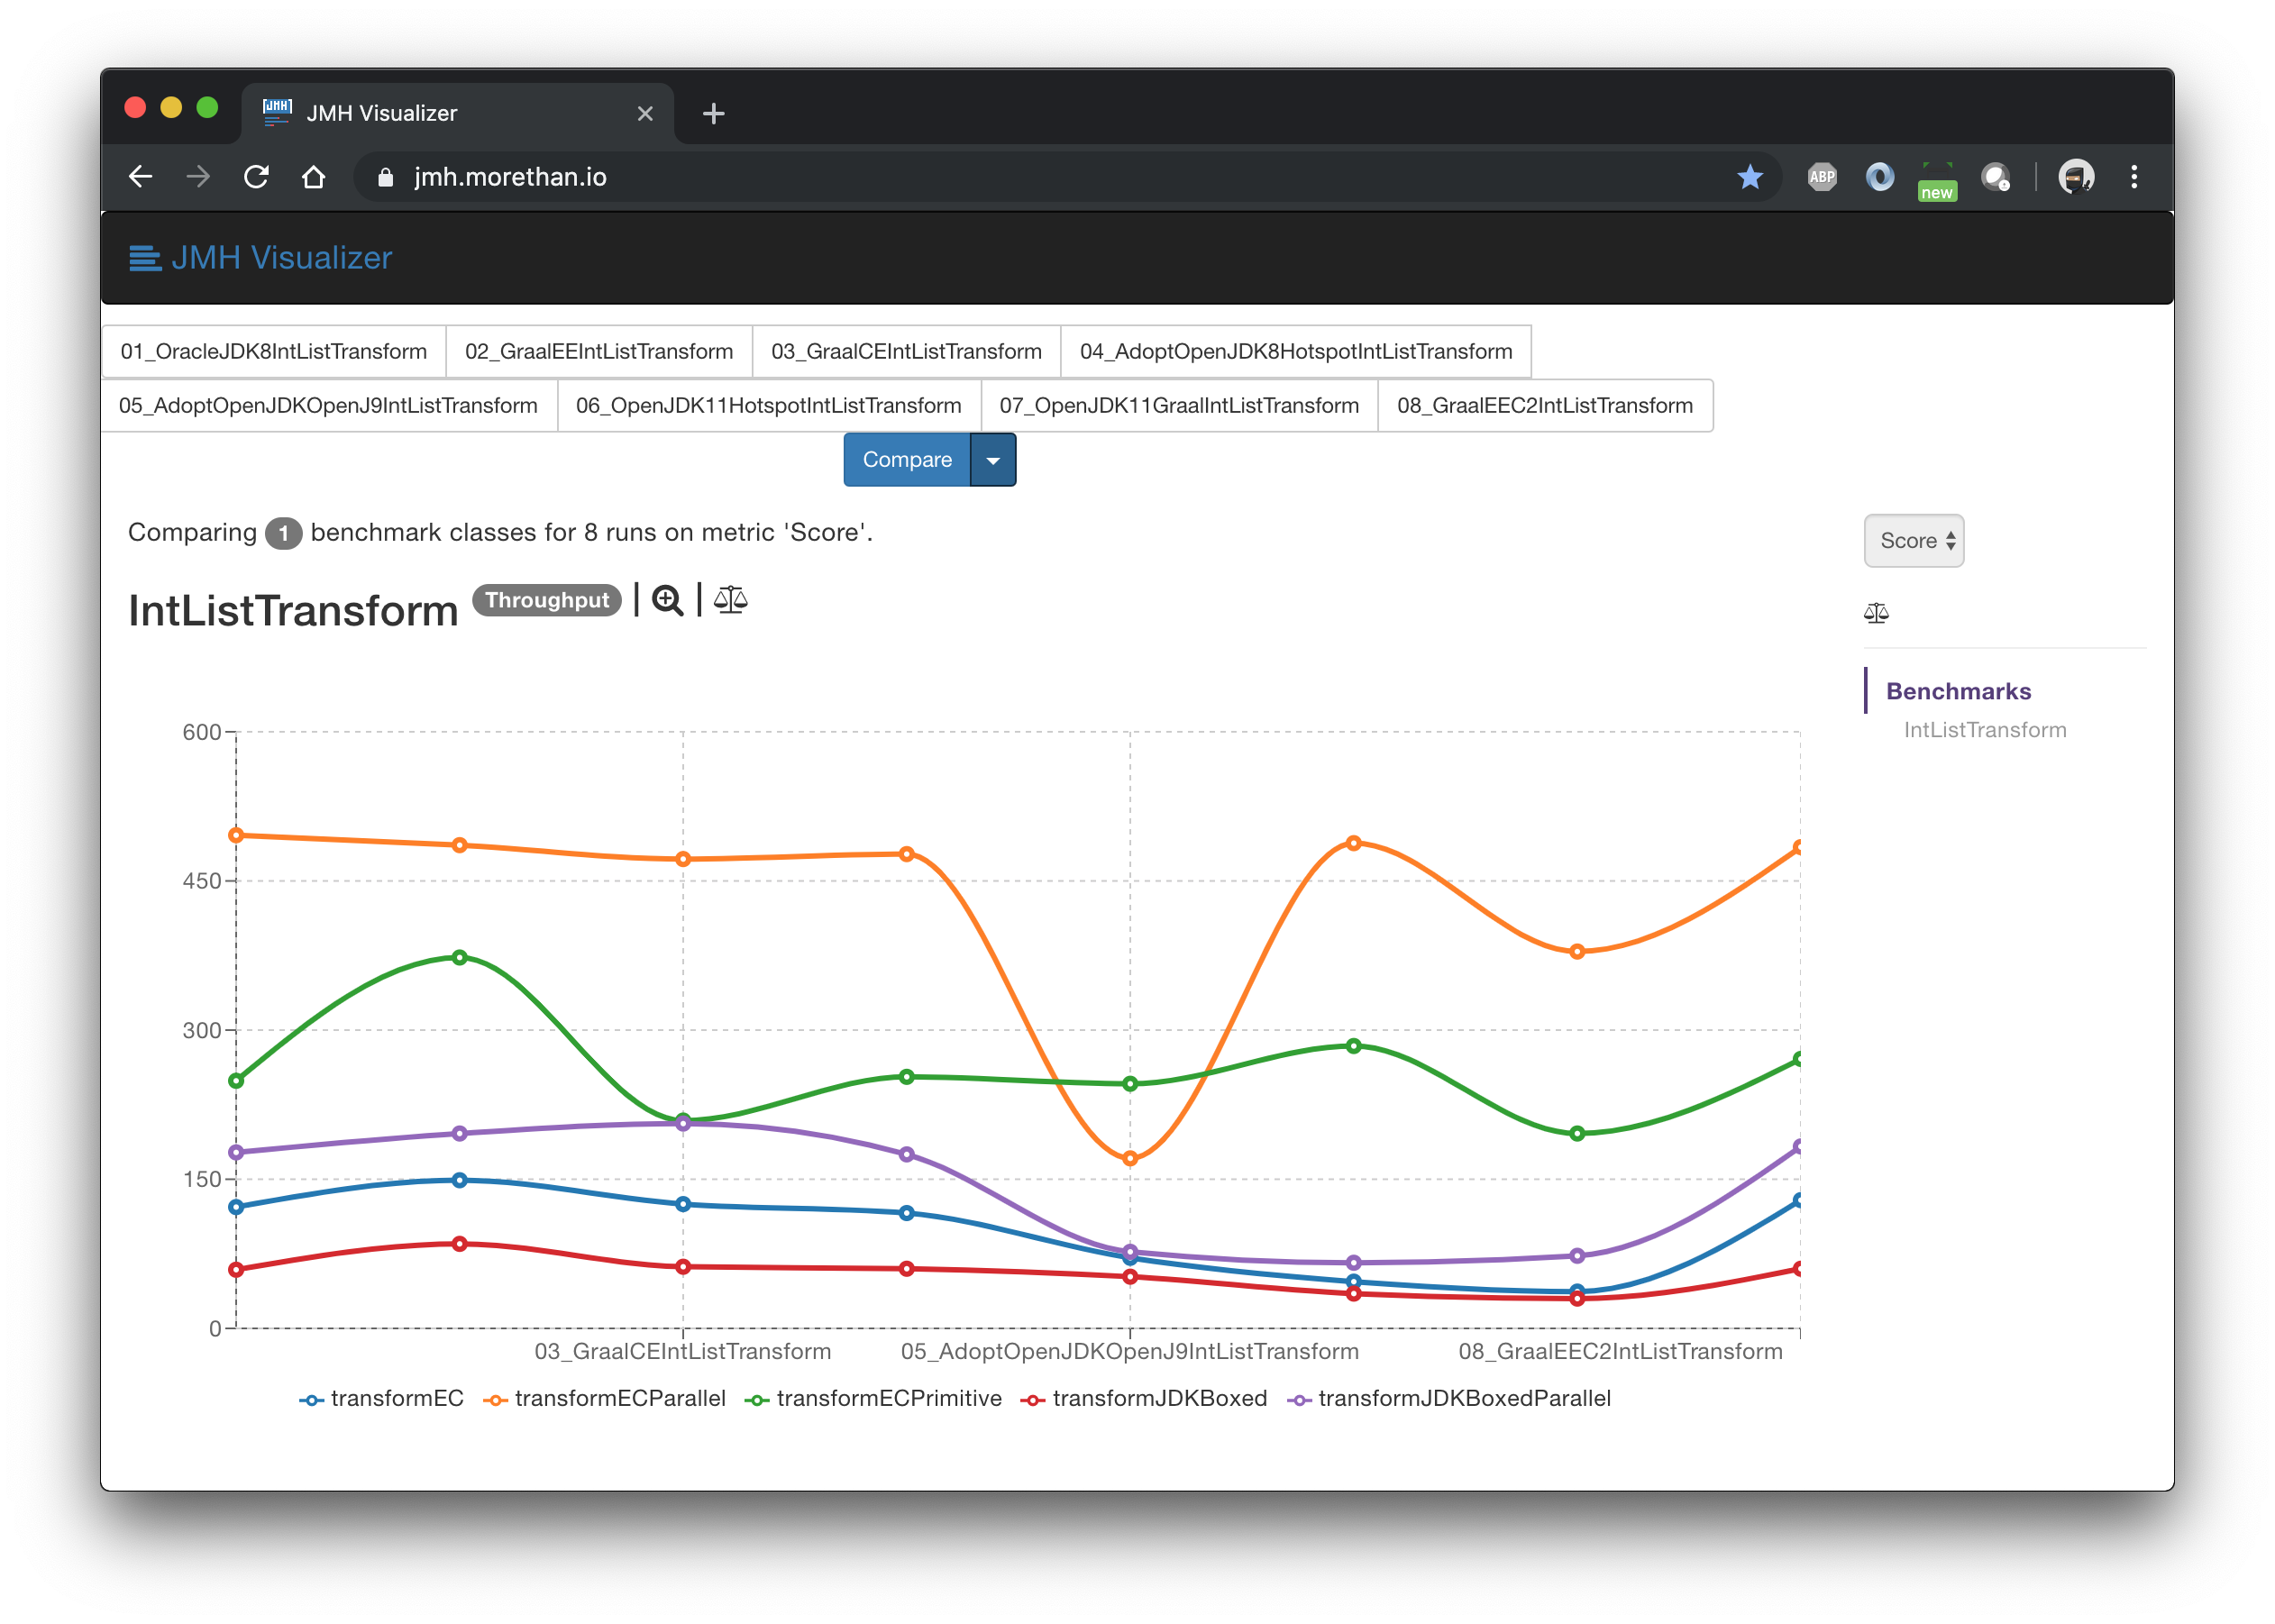 JMH
JMH Visualizer
jmh.morethan.io
ABP
new
JMH Visualizer
01_OracleJDK8IntListTransform 02_GraalEEIntListTransform 03_GraalCEIntListTransform 04_AdoptOpenJDK8HotspotIntListTransform
05_AdoptOpenJDKOpenJ9IntListTransform 06_OpenJDK11HotspotIntListTransform 07_OpenJDK11GraalIntListTransform 08_GraalEEC2IntListTransform
Compare
Comparing 1 benchmark classes for 8 runs on metric 'Score'.
Score
IntListTransform Throughput
Benchmarks
IntListTransform
600
450
300
150
0
03_GraalCEIntListTransform 05_AdoptOpenJDKOpenJ9IntListTransform 08_GraalEEC2IntListTransform
transformEC transformECParallel transformECPrimitive transformJDKBoxed transformJDKBoxedParallel